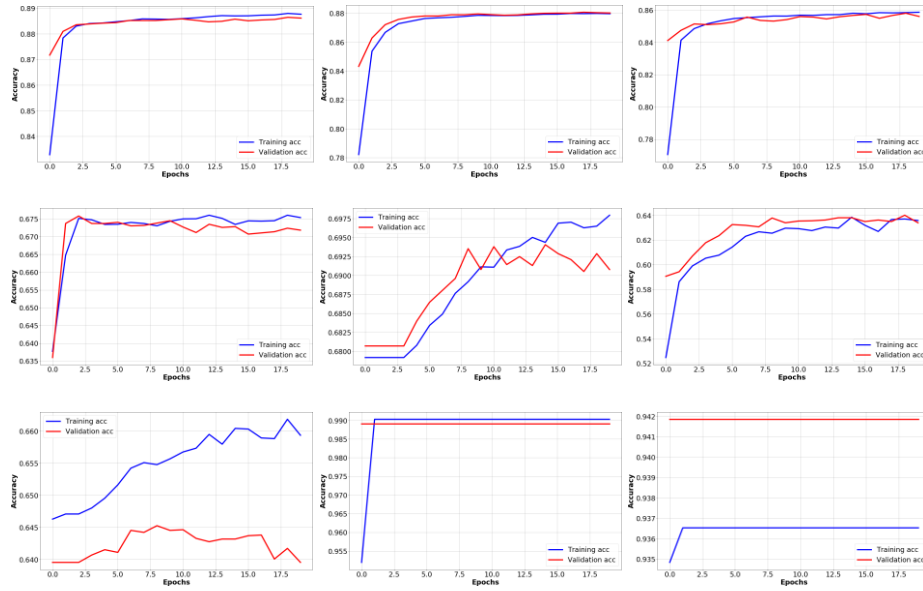 0.89
0.88
0.87
0.86
0.85
0.84
Accuracy
0.0 2.5 5.0 7.5 10.0 12.5 15.0 17.5
Epochs
Training acc
Validation acc
0.88
0.86
0.84
0.82
0.80
0.78
Accuracy
0.0 2.5 5.0 7.5 10.0 12.5 15.0 17.5
Epochs
Training acc
Validation acc
0.86
0.84
0.82
0.80
0.78
Accuracy
0.0 2.5 5.0 7.5 10.0 12.5 15.0 17.5
Epochs
Training acc
Validation acc
0.675
0.670
0.665
0.660
0.655
0.650
0.645
0.640
0.635
Accuracy
0.0 2.5 5.0 7.5 10.0 12.5 15.0 17.5
Epochs
Training acc
Validation acc
0.6975
0.6950
0.6925
0.6900
0.6875
0.6850
0.6825
0.6800
Accuracy
0.0 2.5 5.0 7.5 10.0 12.5 15.0 17.5
Epochs
Training acc
Validation acc
0.64
0.62
0.60
0.58
0.56
0.54
0.52
Accuracy
0.0 2.5 5.0 7.5 10.0 12.5 15.0 17.5
Epochs
Training acc
Validation acc
0.660
0.655
0.650
0.645
0.640
Accuracy
0.0 2.5 5.0 7.5 10.0 12.5 15.0 17.5
Epochs
Training acc
Validation acc
0.990
0.985
0.980
0.975
0.970
0.965
0.960
0.955
Accuracy
0.0 2.5 5.0 7.5 10.0 12.5 15.0 17.5
Epochs
Training acc
Validation acc
0.942
0.941
0.940
0.939
0.938
0.937
0.936
0.935
Accuracy
0.0 2.5 5.0 7.5 10.0 12.5 15.0 17.5
Epochs
Training acc
Validation acc